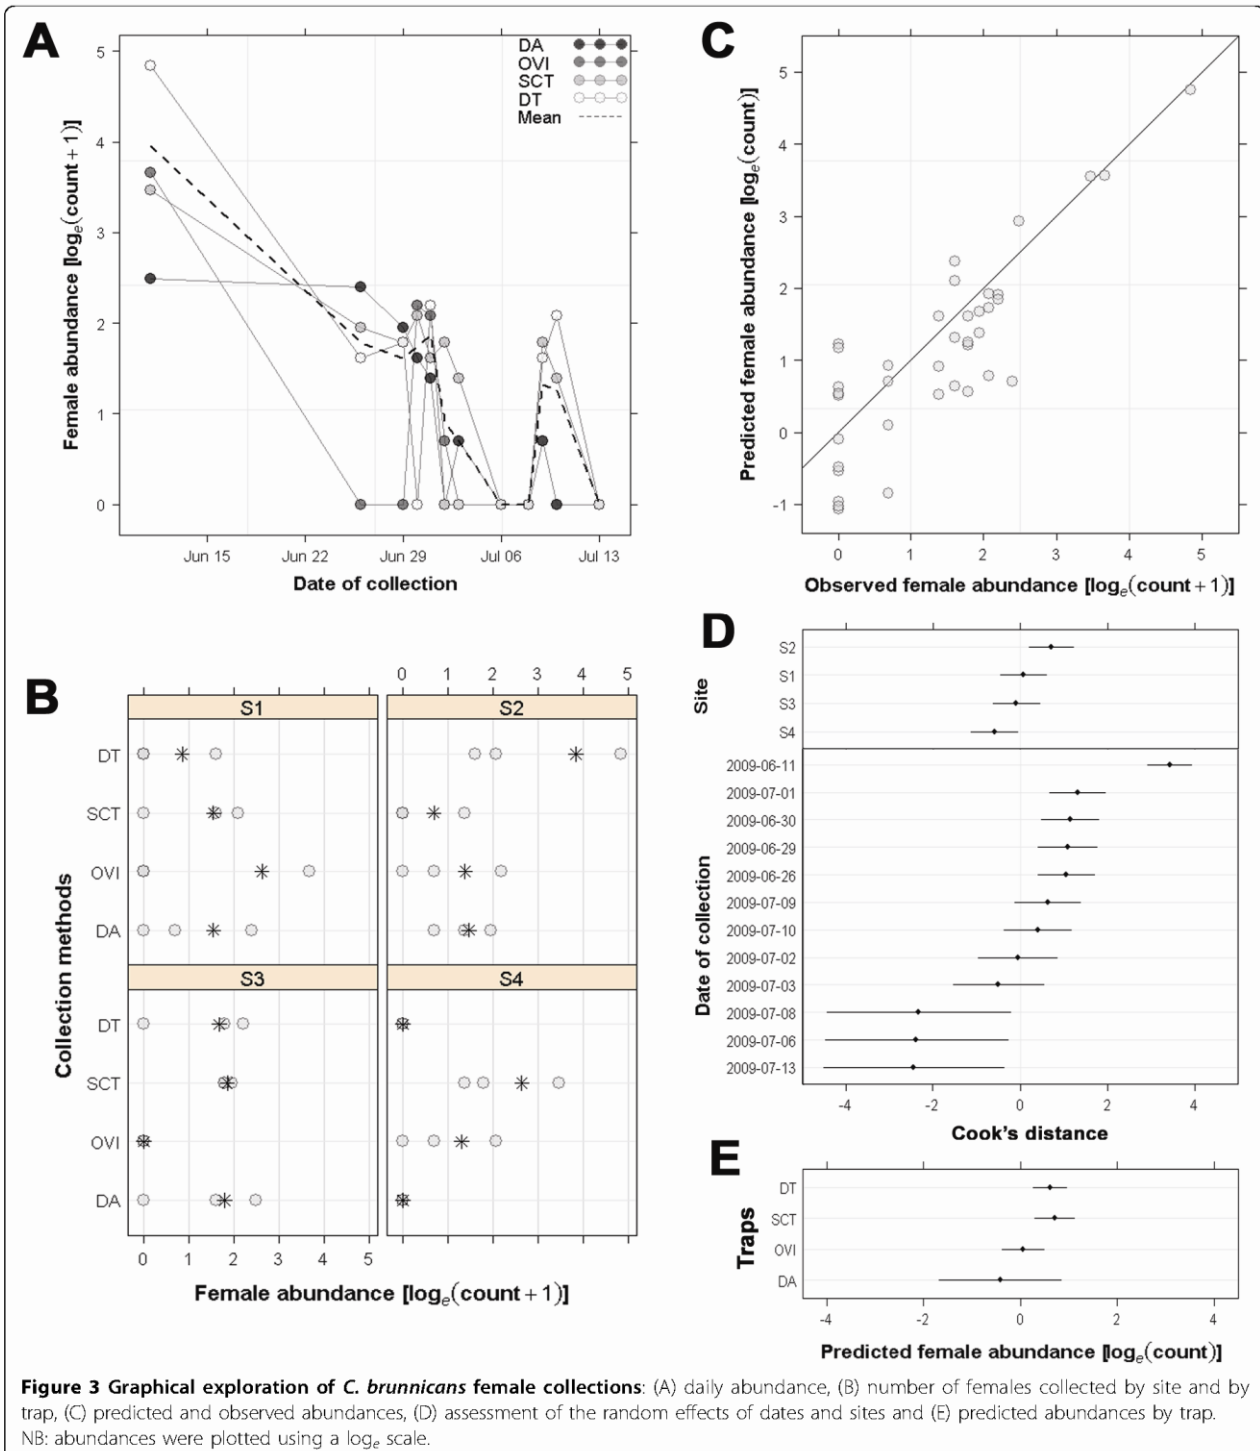 A
DA
OVI
SCT
DT
Mean
5
4
3
2
1
0
Female abundance [logₑ(count+1)]
Jun 15 Jun 22 Jun 29 Jul 06 Jul 13
Date of collection
C
5
4
3
2
1
0
-1
Predicted female abundance [logₑ(count)]
0 1 2 3 4 5
Observed female abundance [logₑ(count+1)]
B
0 1 2 3 4 5
S1 S2
DT
SCT
OVI
DA
S3 S4
DT
SCT
OVI
DA
Collection methods
0 1 2 3 4 5
Female abundance [logₑ(count+1)]
D
Site
S2
S1
S3
S4
Date of collection
2009-06-11
2009-07-01
2009-06-30
2009-06-29
2009-06-26
2009-07-09
2009-07-10
2009-07-02
2009-07-03
2009-07-08
2009-07-06
2009-07-13
-4 -2 0 2 4
Cook's distance
E
Traps
DT
SCT
OVI
DA
-4 -2 0 2 4
Predicted female abundance [logₑ(count)]
Figure 3 Graphical exploration of C. brunnicans female collections: (A) daily abundance, (B) number of females collected by site and by
trap, (C) predicted and observed abundances, (D) assessment of the random effects of dates and sites and (E) predicted abundances by trap.
NB: abundances were plotted using a logₑ scale.